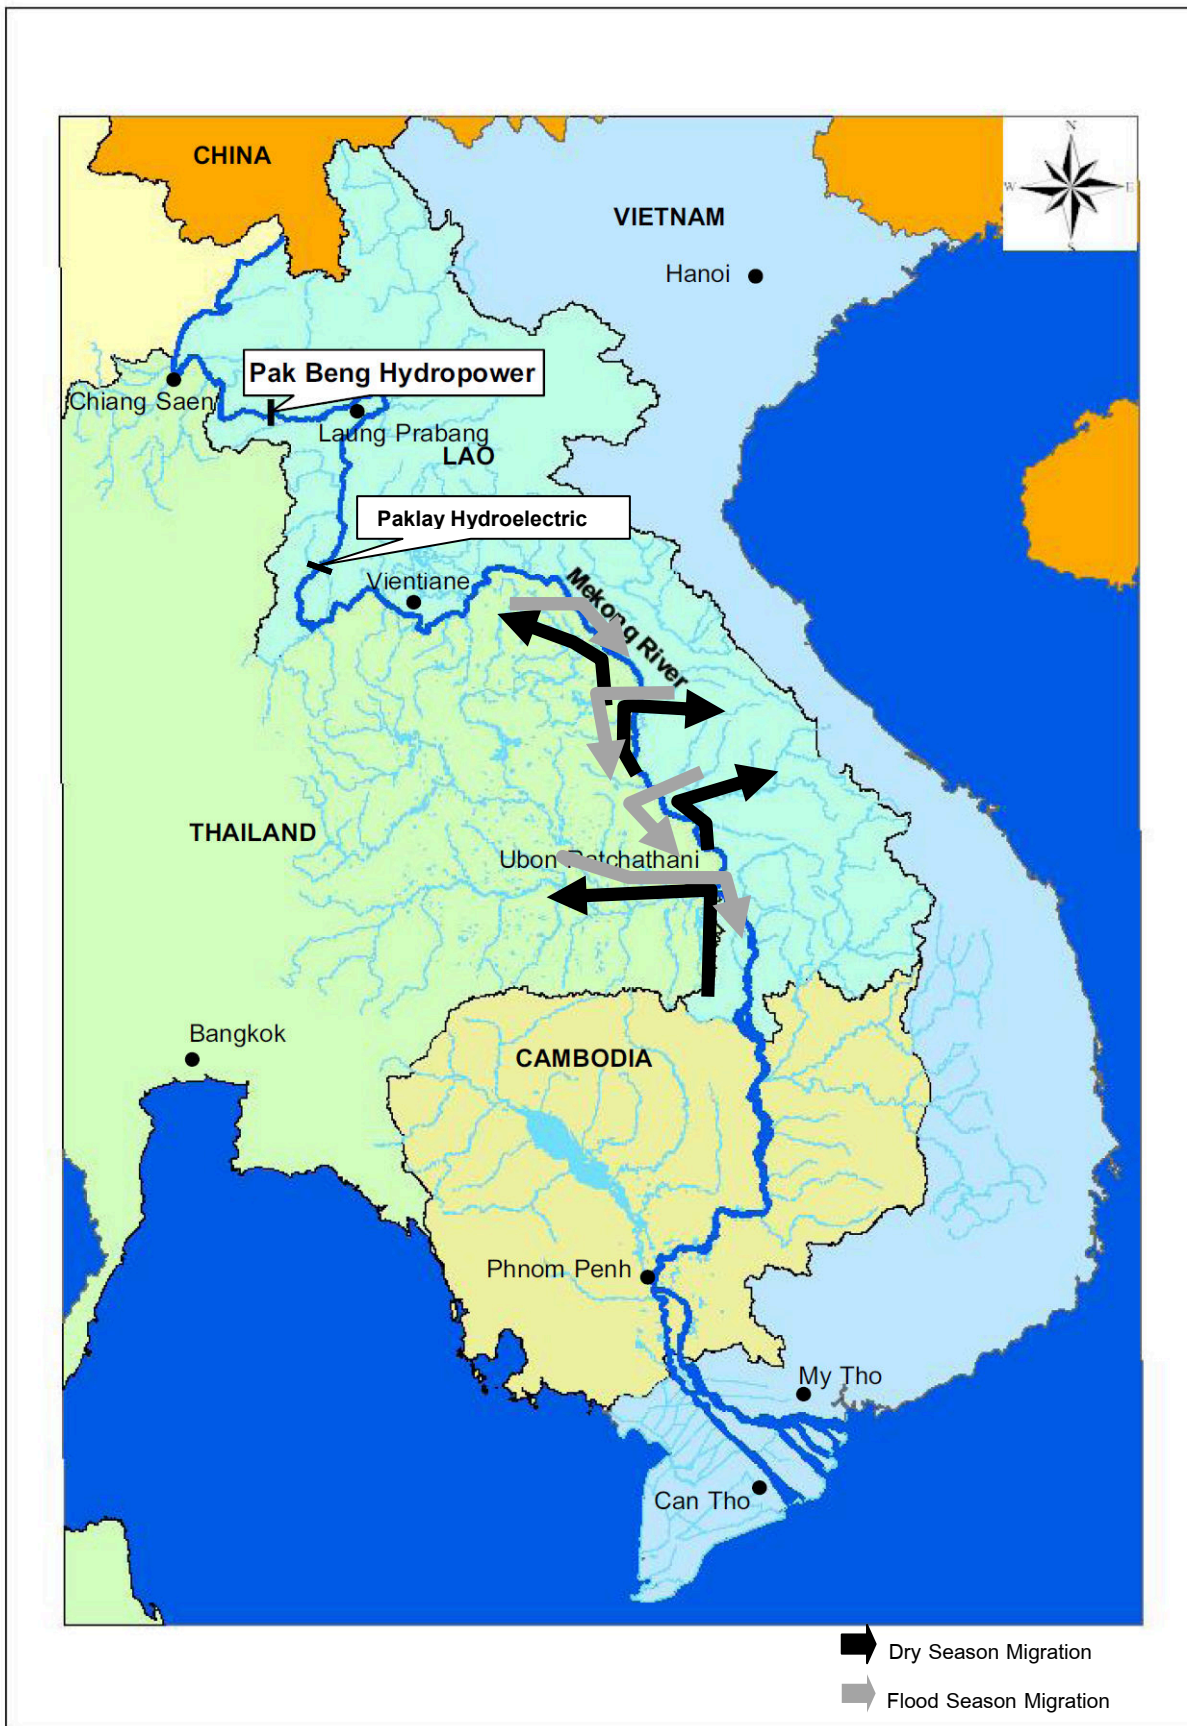 N
W
E
S
CHINA
VIETNAM
Hanoi
Pak Beng Hydropower
Chiang Saen
Laung Prabang
LAO
Paklay Hydroelectric
Vientiane
Mekong River
THAILAND
Ubon Ratchathani
Bangkok
CAMBODIA
Phnom Penh
My Tho
Can Tho
Dry Season Migration
Flood Season Migration